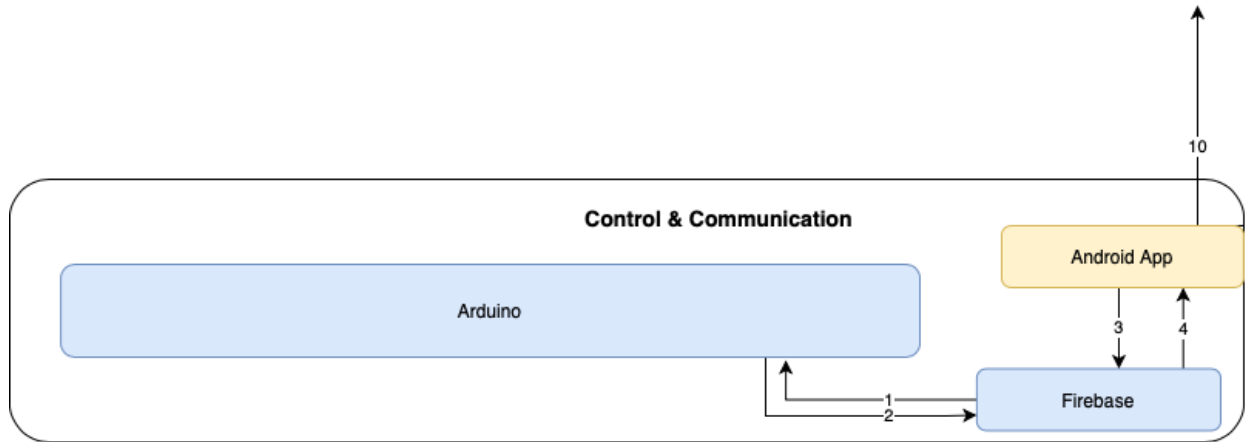 10
Control & Communication
Android App
Arduino
3
4
1
2
Firebase